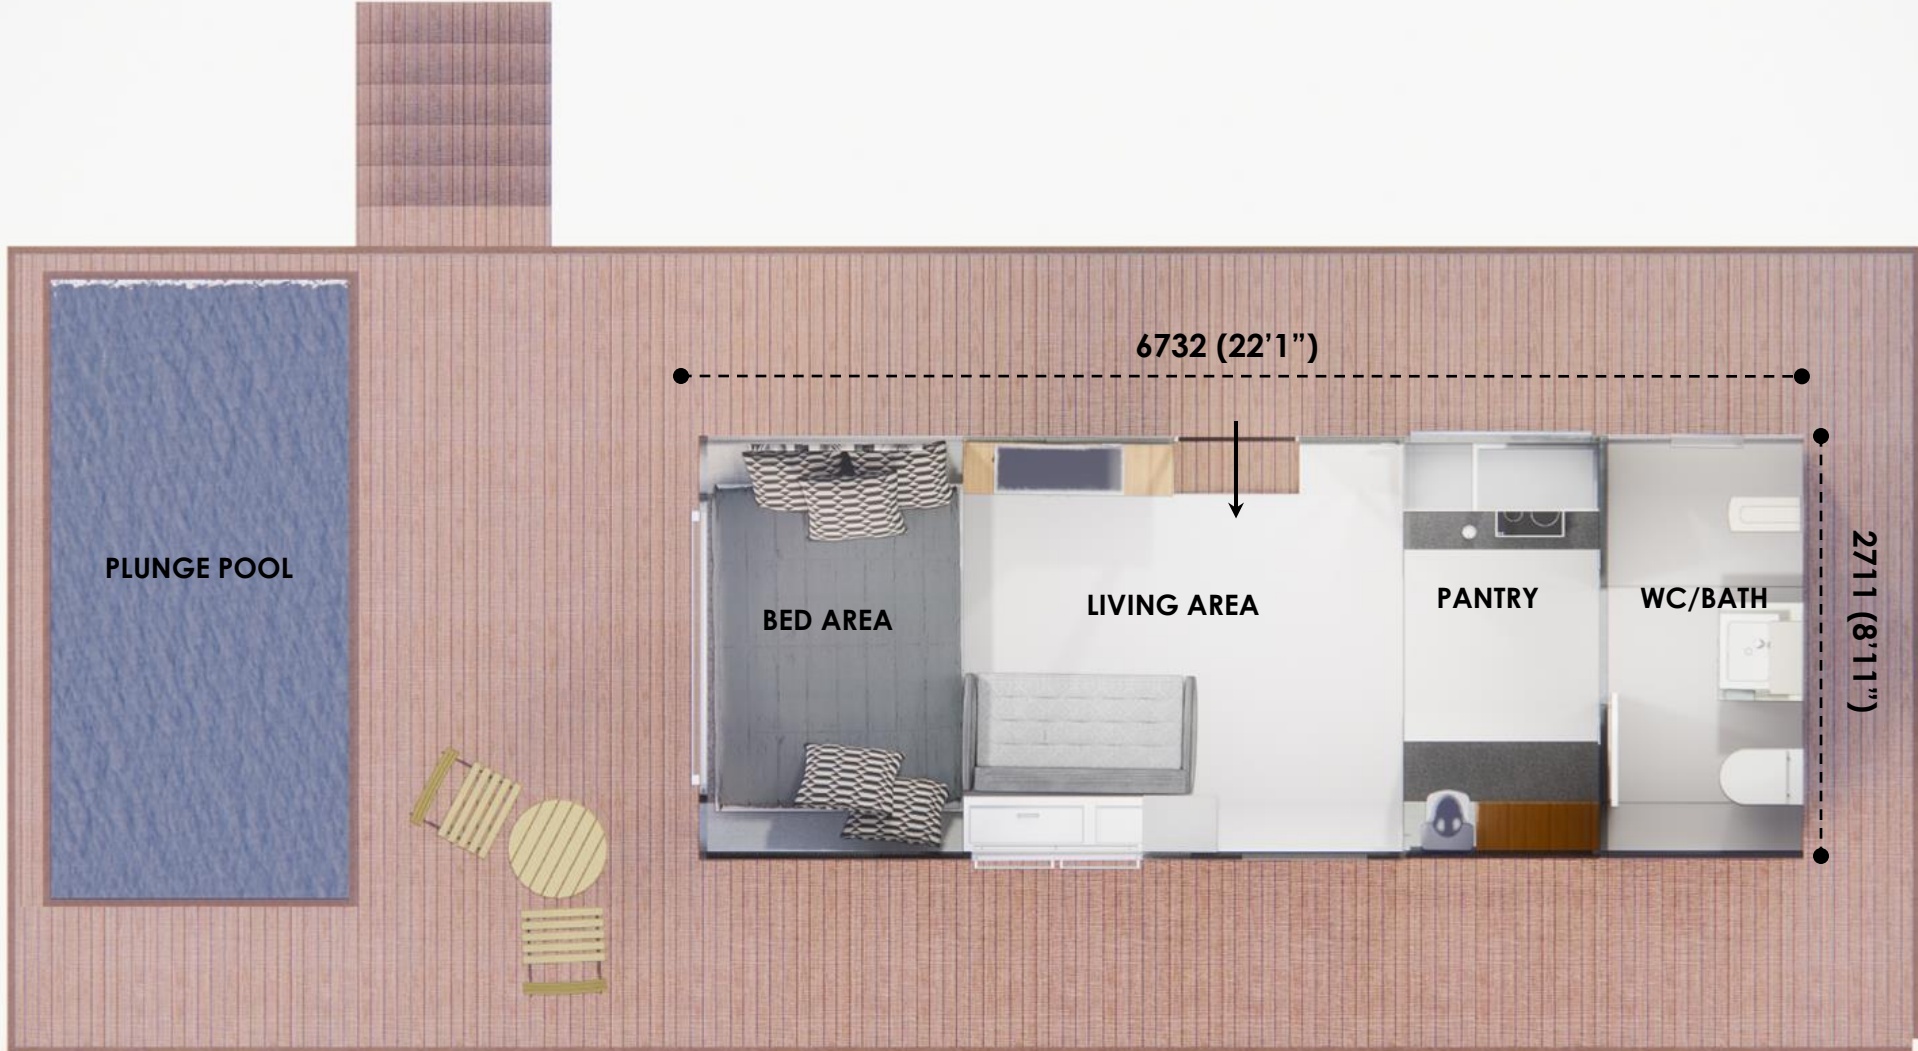 6732 (22’1”)
PLUNGE POOL
BED AREA
LIVING AREA
PANTRY
WC/BATH
2711 (8’11”)